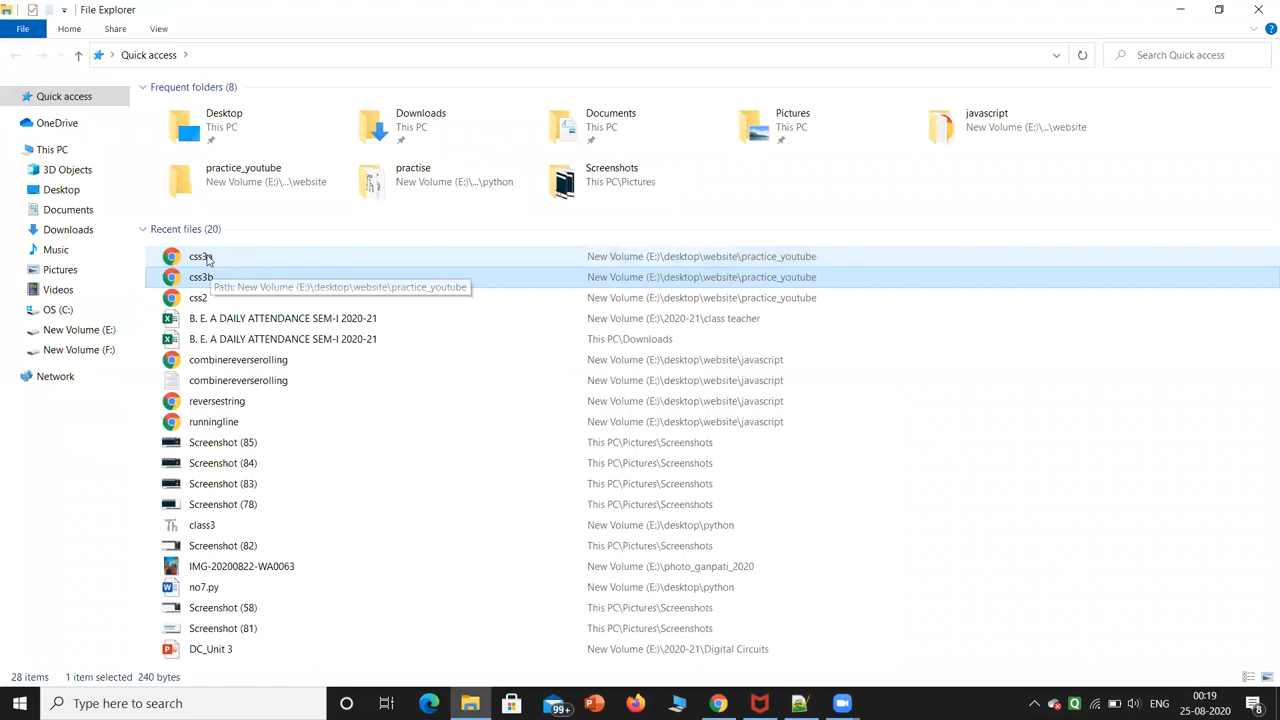 File Explorer
File
Home
Share
View
Quick access
Search Quick access
Quick access
OneDrive
This PC
3D Objects
Desktop
Documents
Downloads
Music
Pictures
Videos
OS (C:)
New Volume (E:)
New Volume (F:)
Network
Frequent folders (8)
Desktop
This PC
Downloads
This PC
Documents
This PC
Pictures
This PC
javascript
New Volume (E:)\...\website
practice_youtube
New Volume (E:)\...\website
practise
New Volume (E:)\...\python
Screenshots
This PC\Pictures
Recent files (20)
New Volume (E:)\desktop\website\practice_youtube
css3b New Volume (E:)\desktop\website\practice_youtube
Path: New Volume (E:)\desktop\website\practice_youtube
css2 New Volume (E:)\desktop\website\practice_youtube
B. E. A DAILY ATTENDANCE SEM-I 2020-21 New Volume (E:)\2020-21\class teacher
B. E. A DAILY ATTENDANCE SEM-I 2020-21 This PC\Downloads
combinereverserolling New Volume (E:)\desktop\website\javascript
combinereverserolling New Volume (E:)\desktop\website\javascript
reversestring New Volume (E:)\desktop\website\javascript
runningline New Volume (E:)\desktop\website\javascript
Screenshot (85) This PC\Pictures\Screenshots
Screenshot (84) This PC\Pictures\Screenshots
Screenshot (83) This PC\Pictures\Screenshots
Screenshot (78) This PC\Pictures\Screenshots
class3 New Volume (E:)\desktop\python
Screenshot (82) This PC\Pictures\Screenshots
IMG-20200822-WA0063 New Volume (E:)\photo_ganpati_2020
no7.py New Volume (E:)\desktop\python
Screenshot (58) This PC\Pictures\Screenshots
Screenshot (81) This PC\Pictures\Screenshots
DC_Unit 3 New Volume (E:)\2020-21\Digital Circuits
28 items 1 item selected 240 bytes
Type here to search
99+
ENG
00:19
25-08-2020
8